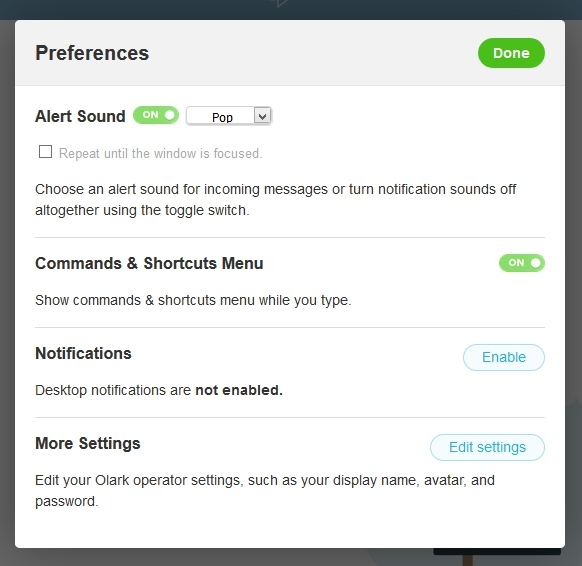 Preferences
Done
Alert Sound ON Pop
Repeat until the window is focused.
Choose an alert sound for incoming messages or turn notification sounds off
altogether using the toggle switch.
Commands & Shortcuts Menu ON
Show commands & shortcuts menu while you type.
Notifications
Enable
Desktop notifications are not enabled.
More Settings
Edit settings
Edit your Olark operator settings, such as your display name, avatar, and
password.